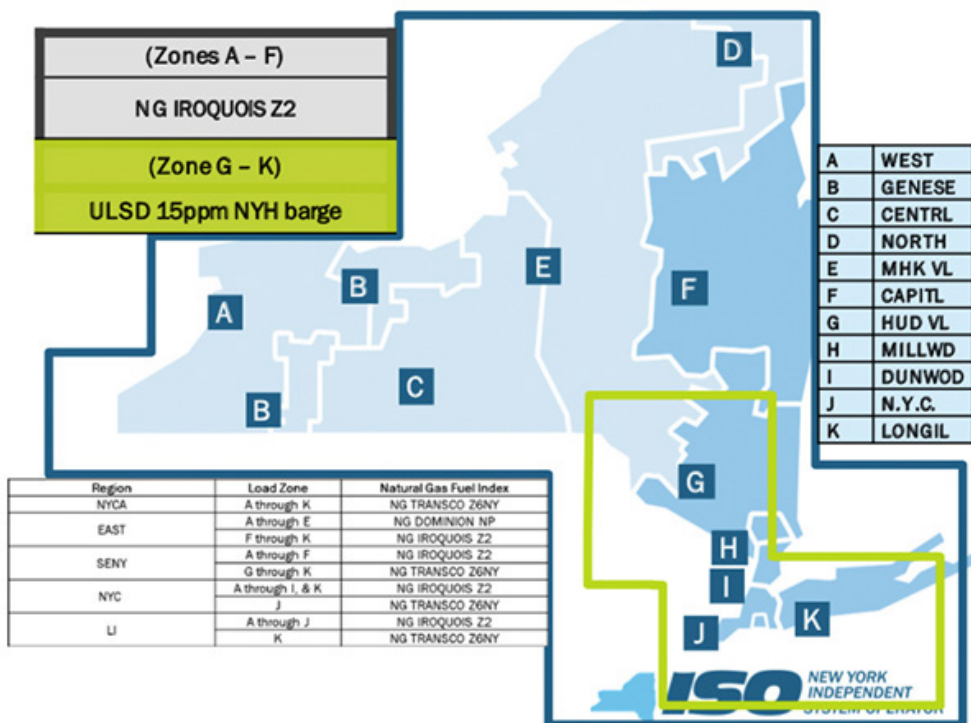 (Zones A – F)
NG IROQUOIS Z2
(Zone G – K)
ULSD 15ppm NYH barge
D
E
B
A
F
C
B
G
H
I
J
K
A WEST
B GENESE
C CENTRL
D NORTH
E MHK VL
F CAPITL
G HUD VL
H MILLWD
I DUNWOD
J N.Y.C.
K LONGIL
Region Load Zone Natural Gas Fuel Index
NYCA A through K NG TRANSCO Z6NY
EAST A through E NG DOMINION NP
F through K NG IROQUOIS Z2
SENY A through F NG IROQUOIS Z2
G through K NG TRANSCO Z6NY
NYC A through I, & K NG IROQUOIS Z2
J NG TRANSCO Z6NY
LI A through J NG IROQUOIS Z2
K NG TRANSCO Z6NY
ISO
NEW YORK
INDEPENDENT
SYSTEM OPERATOR